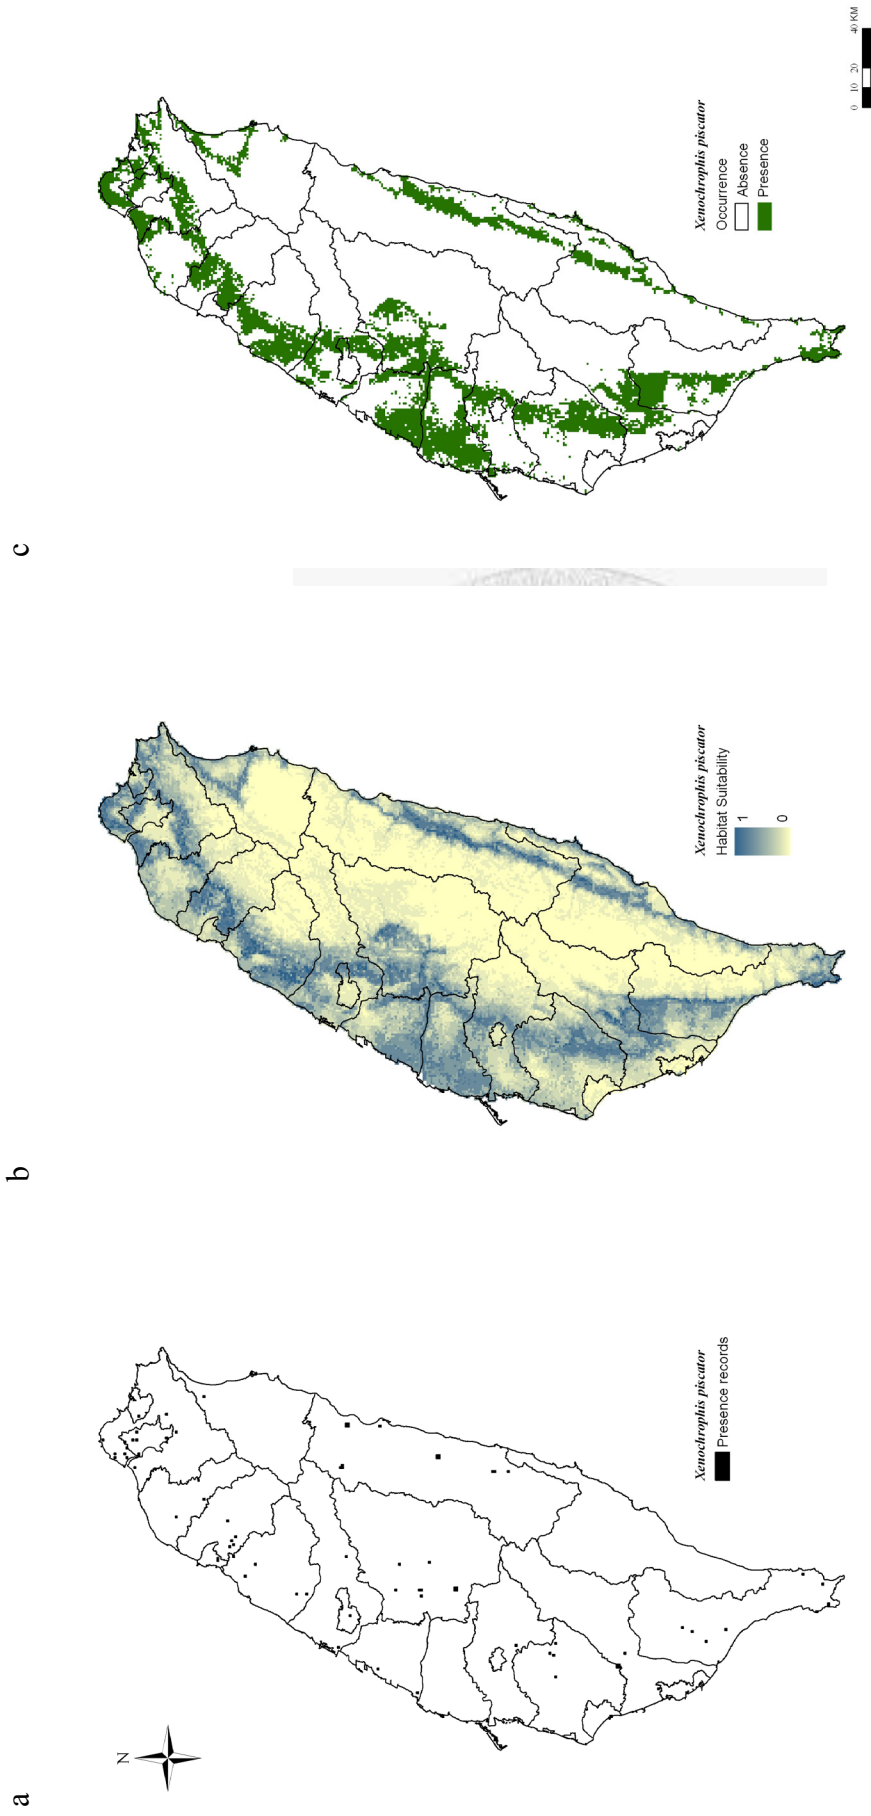 a
N
Xenochrophis piscator
Presence records
b
Xenochrophis piscator
Habitat Suitability
1
0
c
Xenochrophis piscator
Occurrence
Absence
Presence
0 10 20 40 KM